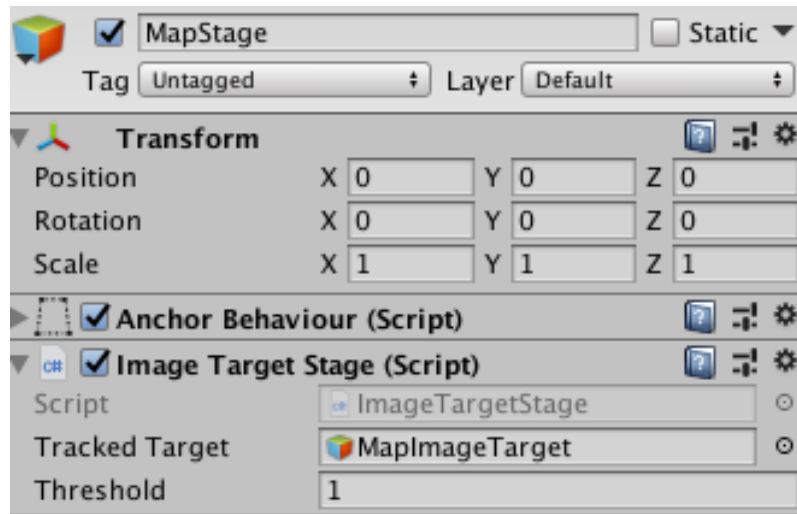 MapStage Static
Tag Untagged Layer Default
Transform
Position X 0 Y 0 Z 0
Rotation X 0 Y 0 Z 0
Scale X 1 Y 1 Z 1
Anchor Behaviour (Script)
c# Image Target Stage (Script)
Script ImageTargetStage
Tracked Target MapImageTarget
Threshold 1